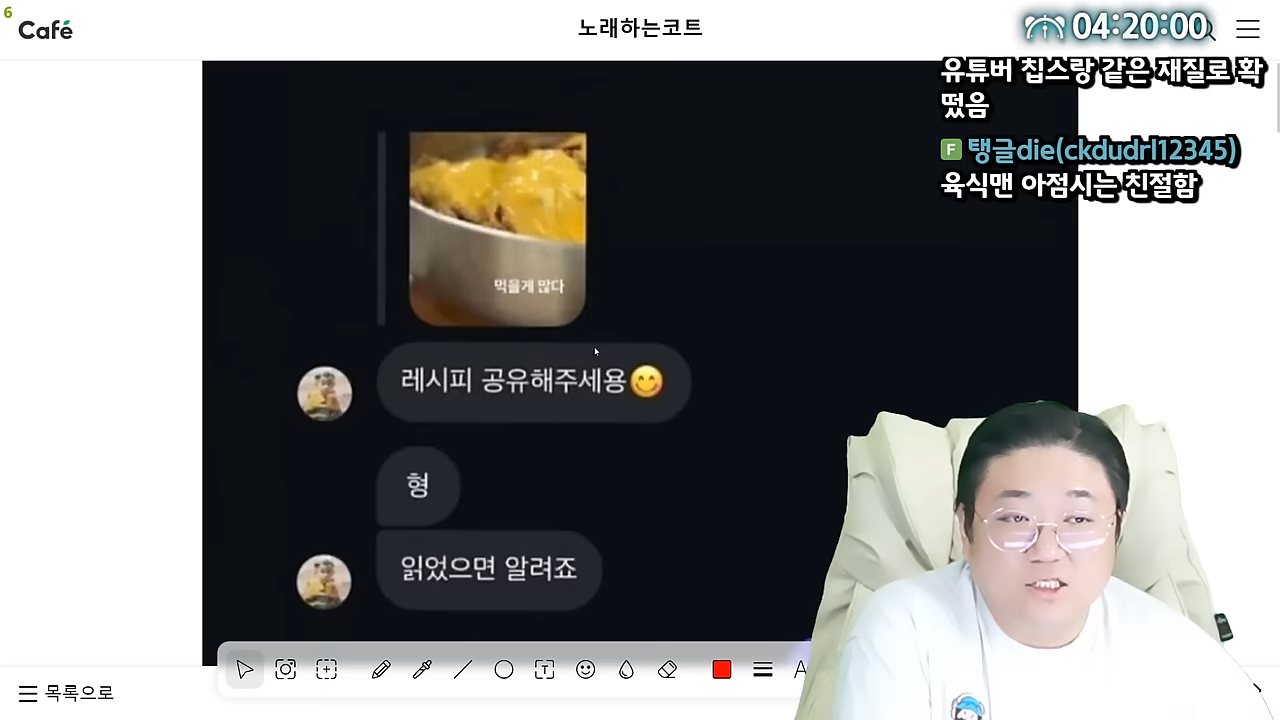 6
Café
노래하는코트
04:20:00
유튜버 칩스랑 같은 재질로 확
떴음
F 탱글die(ckdudrl12345)
육식맨 아점시는 친절함
먹을게 많다
레시피 공유해주세용😋
형
읽었으면 알려죠
T
A
목록으로